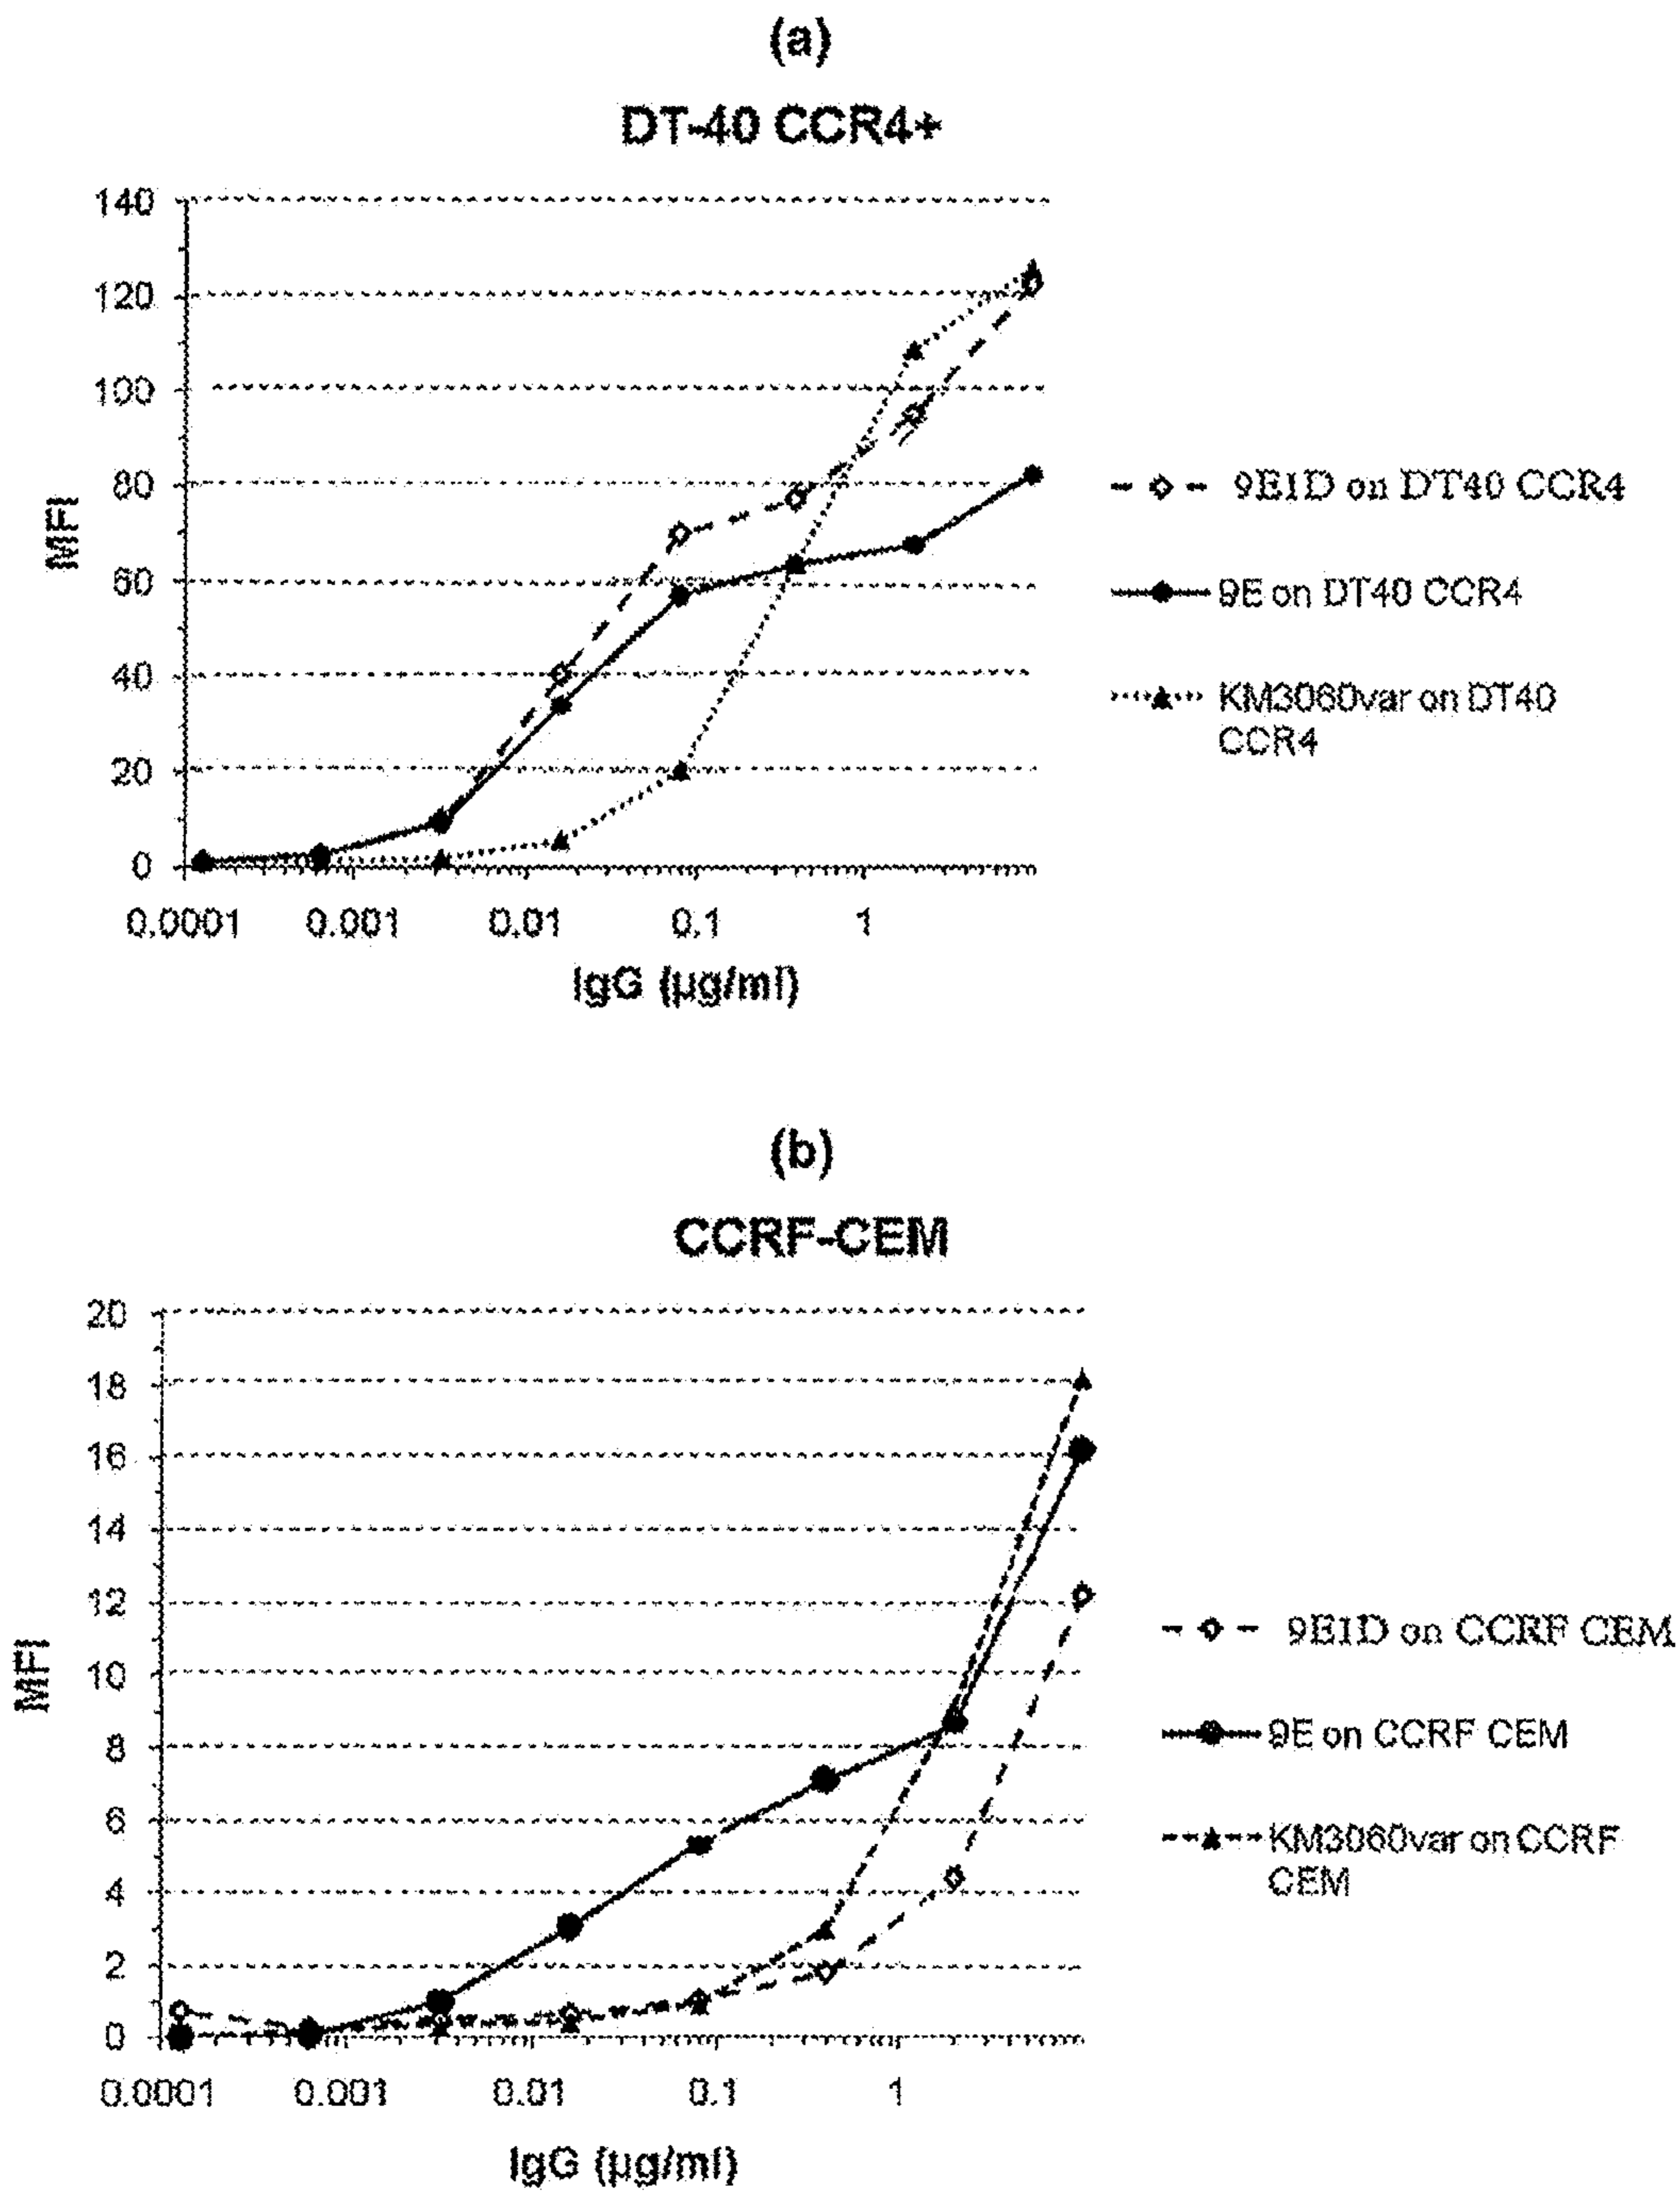 (a)
DT-40 CCR4+
140
120
100
80
60
40
20
0
MFI
0.0001 0.001 0.01 0.1 1
IgG (µg/ml)
9E1D on DT40 CCR4
9E on DT40 CCR4
KM3060var on DT40
CCR4
(b)
CCRF-CEM
20
18
16
14
12
10
8
6
4
2
0
MFI
0.0001 0.001 0.01 0.1 1
IgG (µg/ml)
9E1D on CCRF CEM
9E on CCRF CEM
KM3060var on CCRF
CEM